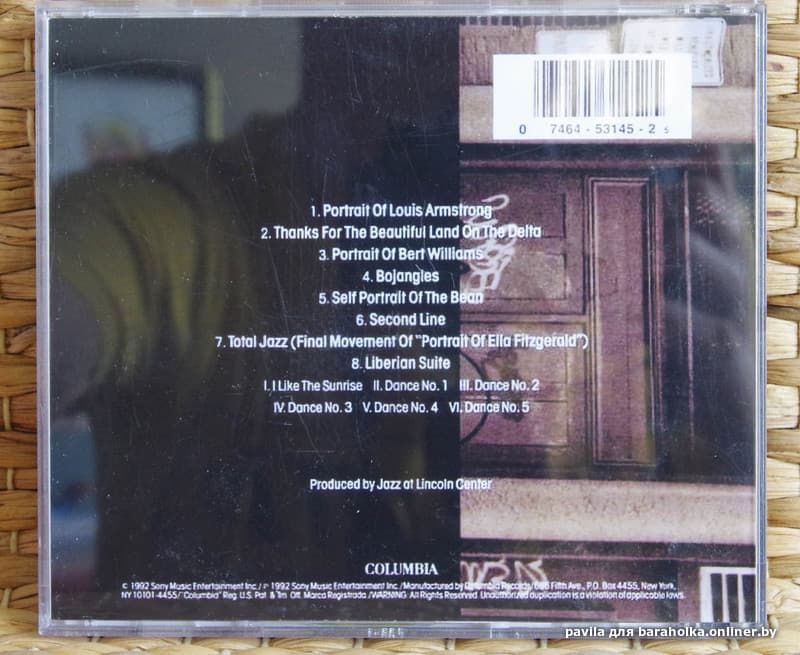 0 7464 - 53145 - 2 5
1. Portrait Of Louis Armstrong
2. Thanks For The Beautiful Land On The Delta
3. Portrait Of Bert Williams
4. Bojangles
5. Self Portrait Of The Bean
6. Second Line
7. Total Jazz (Final Movement Of "Portrait Of Ella Fitzgerald")
8. Liberian Suite
I. I Like The Sunrise II. Dance No. 1 III. Dance No. 2
IV. Dance No. 3 V. Dance No. 4 VI. Dance No. 5
Produced by Jazz at Lincoln Center
COLUMBIA
© 1992 Sony Music Entertainment Inc./℗ 1992 Sony Music Entertainment Inc./Manufactured by Columbia Records/666 Fifth Ave., P.O. Box 4455, New York,
NY 10101-4455/"Columbia" Reg. U.S. Pat. & Tm. Off. Marca Registrada./WARNING: All Rights Reserved. Unauthorized duplication is a violation of applicable laws.
pavila для baraholka.onliner.by